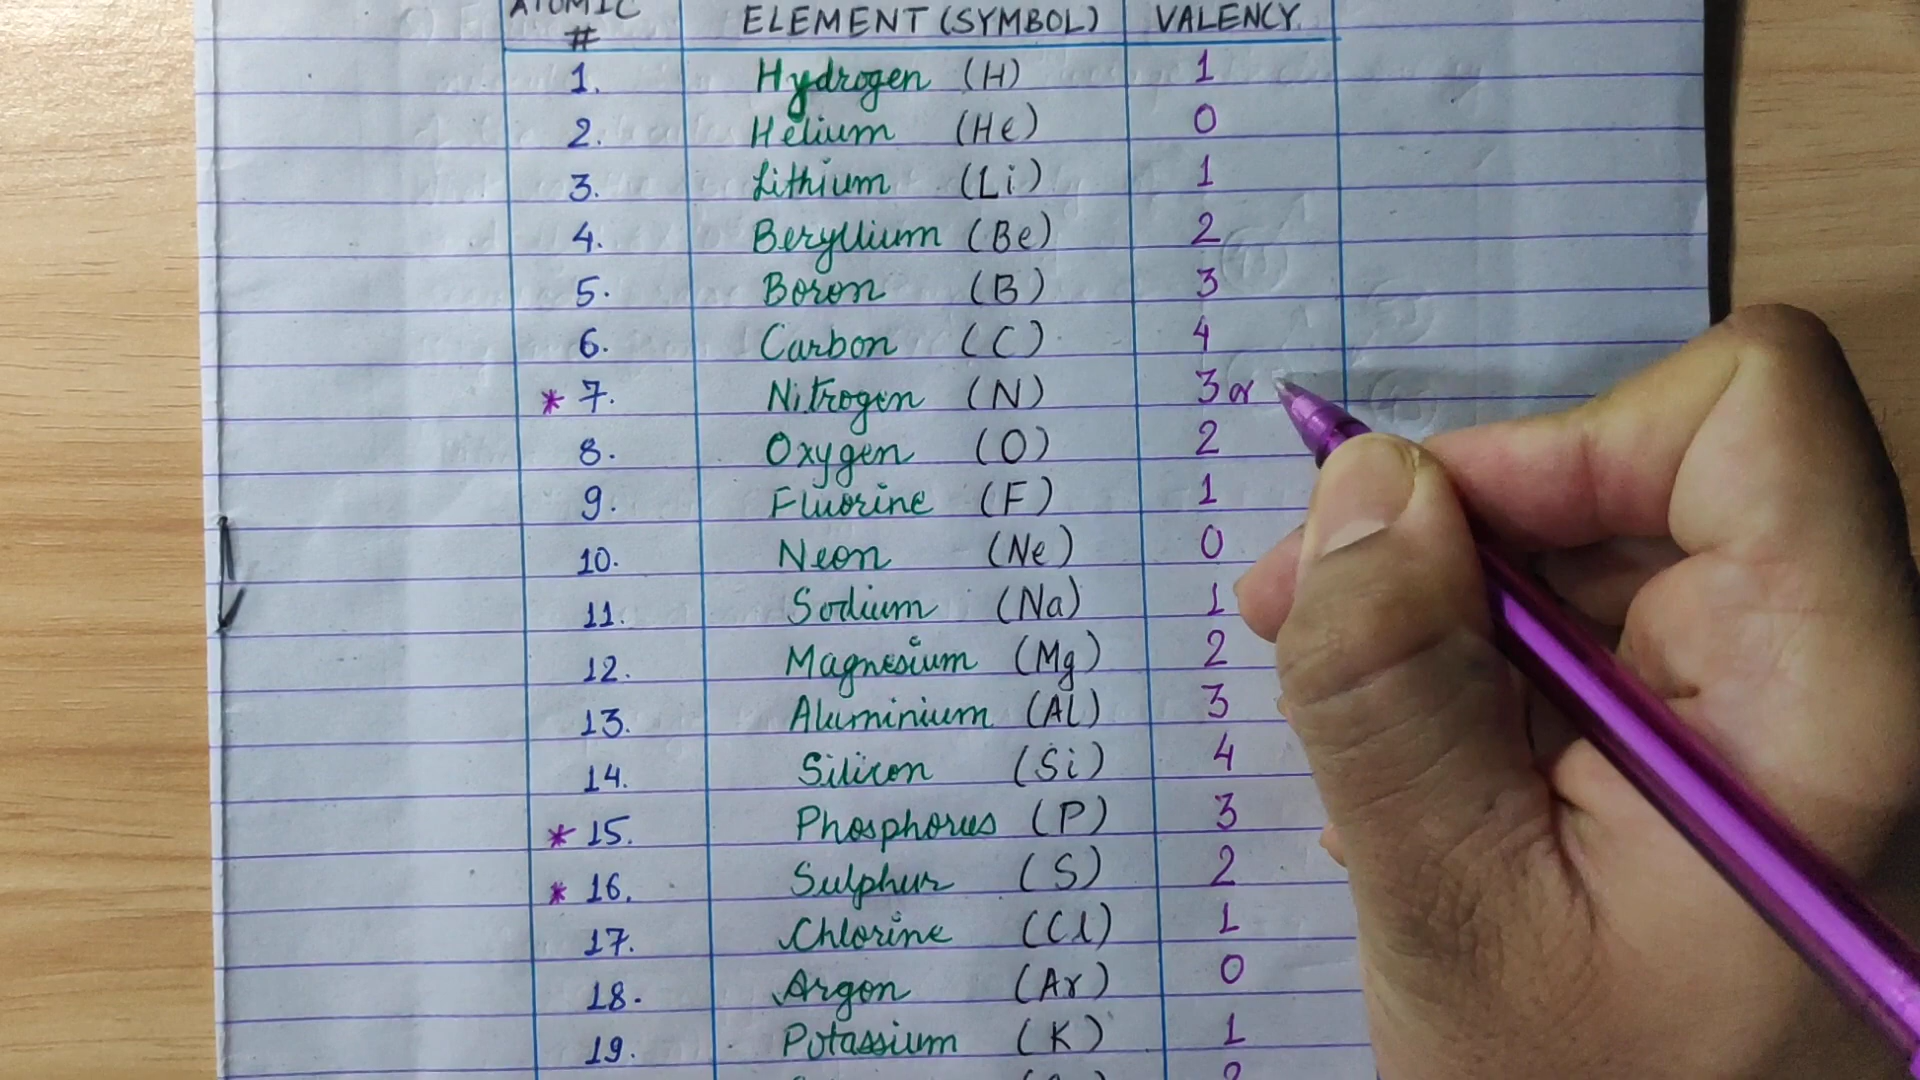 ATOMIC # ELEMENT (SYMBOL) VALENCY
1. Hydrogen (H) 1
2. Helium (He) 0
3. Lithium (Li) 1
4. Beryllium (Be) 2
5. Boron (B) 3
6. Carbon (C) 4
* 7. Nitrogen (N) 3 or
8. Oxygen (O) 2
9. Fluorine (F) 1
10. Neon (Ne) 0
11. Sodium (Na) 1
12. Magnesium (Mg) 2
13. Aluminium (Al) 3
14. Silicon (Si) 4
* 15. Phosphorus (P) 3
* 16. Sulphur (S) 2
17. Chlorine (Cl) 1
18. Argon (Ar) 0
19. Potassium (K) 1